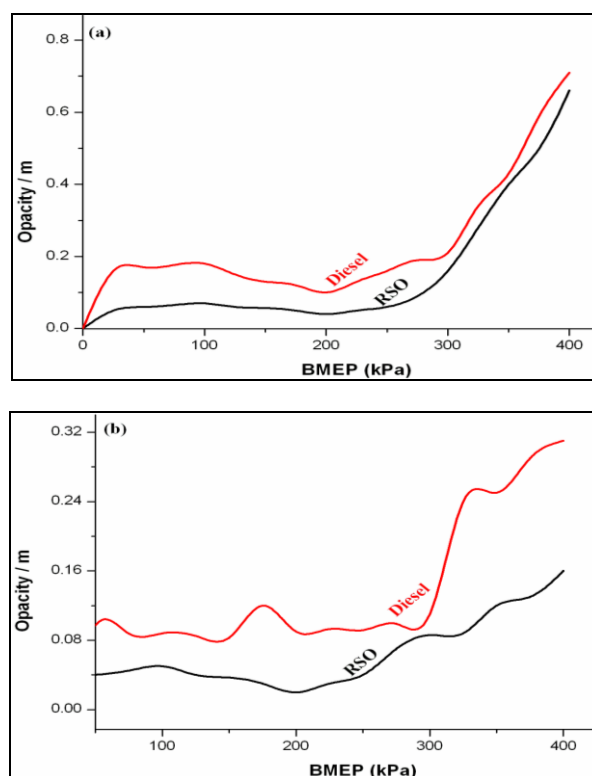 (a)
0.8
0.6
Opacity / m
0.4
0.2
Diesel
RSO
0.0
0 100 200 300 400
BMEP (kPa)
(b)
0.32
0.24
Opacity / m
0.16
Diesel
0.08
RSO
0.00
100 200 300 400
BMEP (kPa)